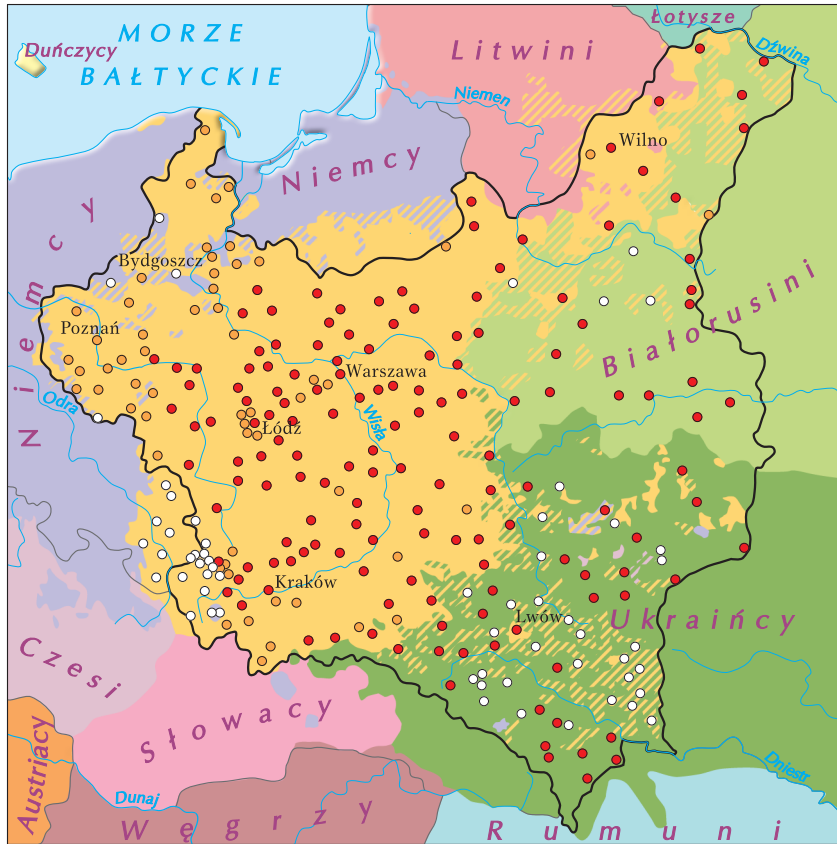 Łotysze
Duńczycy
MORZE
BAŁTYCKIE
Litwini
Dźwina
Niemen
Wilno
Niemcy
Niemcy
Bydgoszcz
Poznań
Białorusini
Warszawa
Odra
Wisła
Łódź
Kraków
Lwów
Ukraińcy
Czesi
Słowacy
Austriacy
Dunaj
Dniestr
Węgrzy
Rumuni